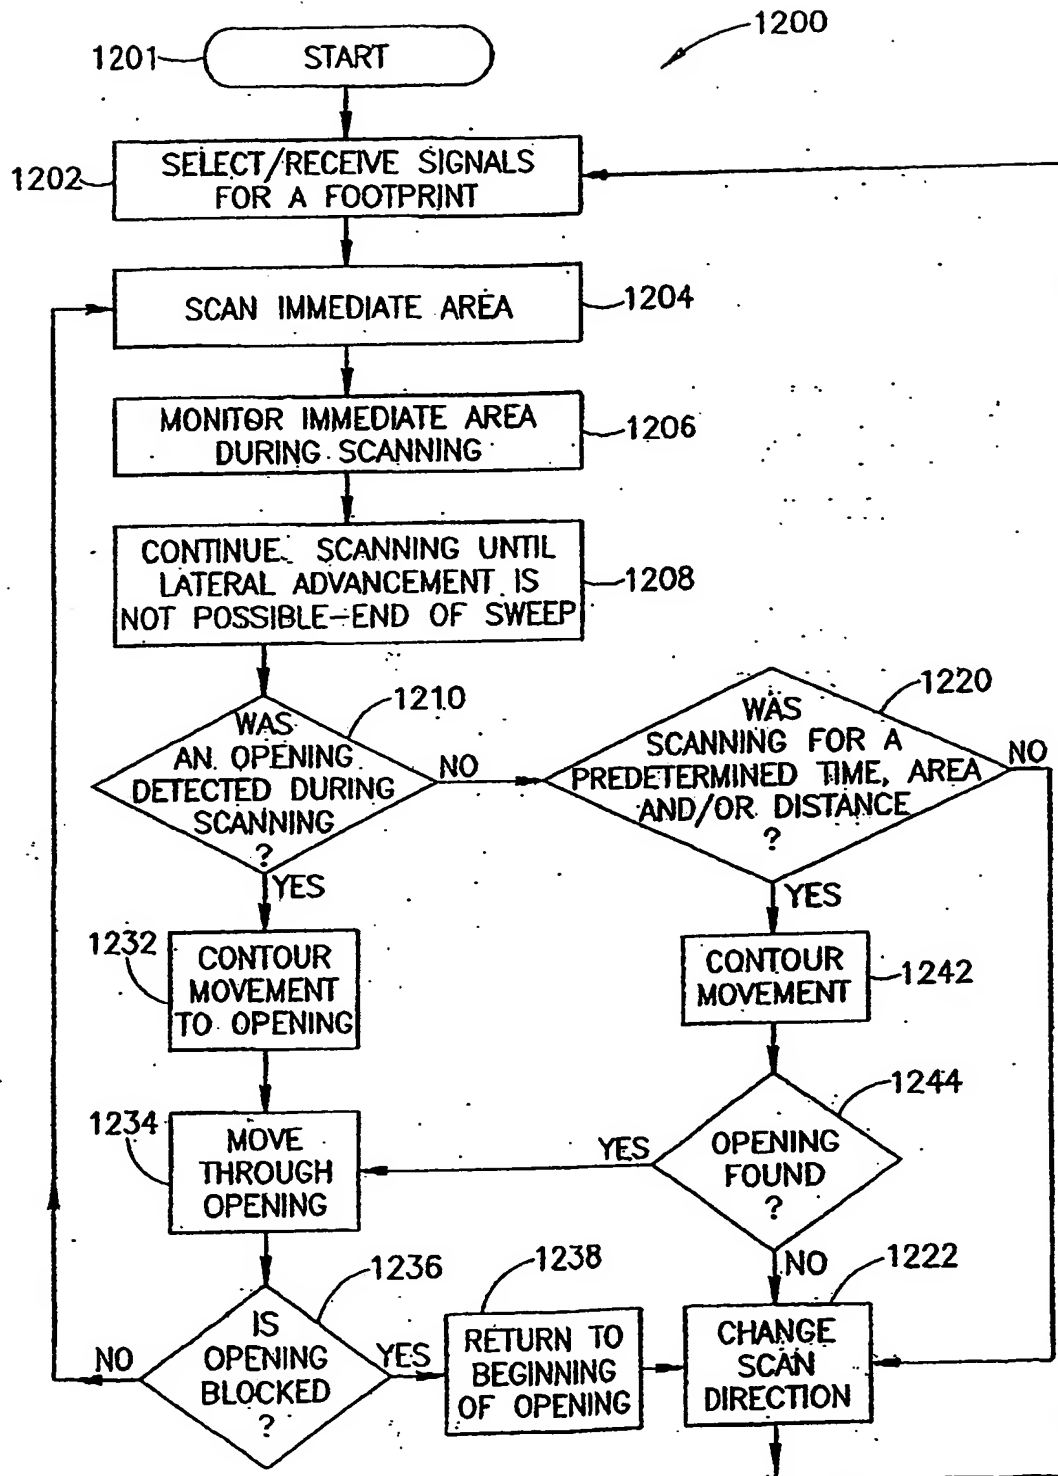 1200
1201
START
1202
SELECT/RECEIVE SIGNALS
FOR A FOOTPRINT
SCAN IMMEDIATE AREA
1204
MONITOR IMMEDIATE AREA
DURING SCANNING
1206
CONTINUE SCANNING UNTIL
LATERAL ADVANCEMENT IS
NOT POSSIBLE-END OF SWEEP
1208
1210
WAS
AN OPENING
DETECTED DURING
SCANNING
?
NO
YES
1220
WAS
SCANNING FOR A
PREDETERMINED TIME, AREA
AND/OR DISTANCE
?
NO
YES
1232
CONTOUR
MOVEMENT
TO OPENING
CONTOUR
MOVEMENT
1242
1234
MOVE
THROUGH
OPENING
1244
OPENING
FOUND
?
YES
NO
1236
IS
OPENING
BLOCKED
?
NO
YES
1238
RETURN TO
BEGINNING
OF OPENING
1222
CHANGE
SCAN
DIRECTION